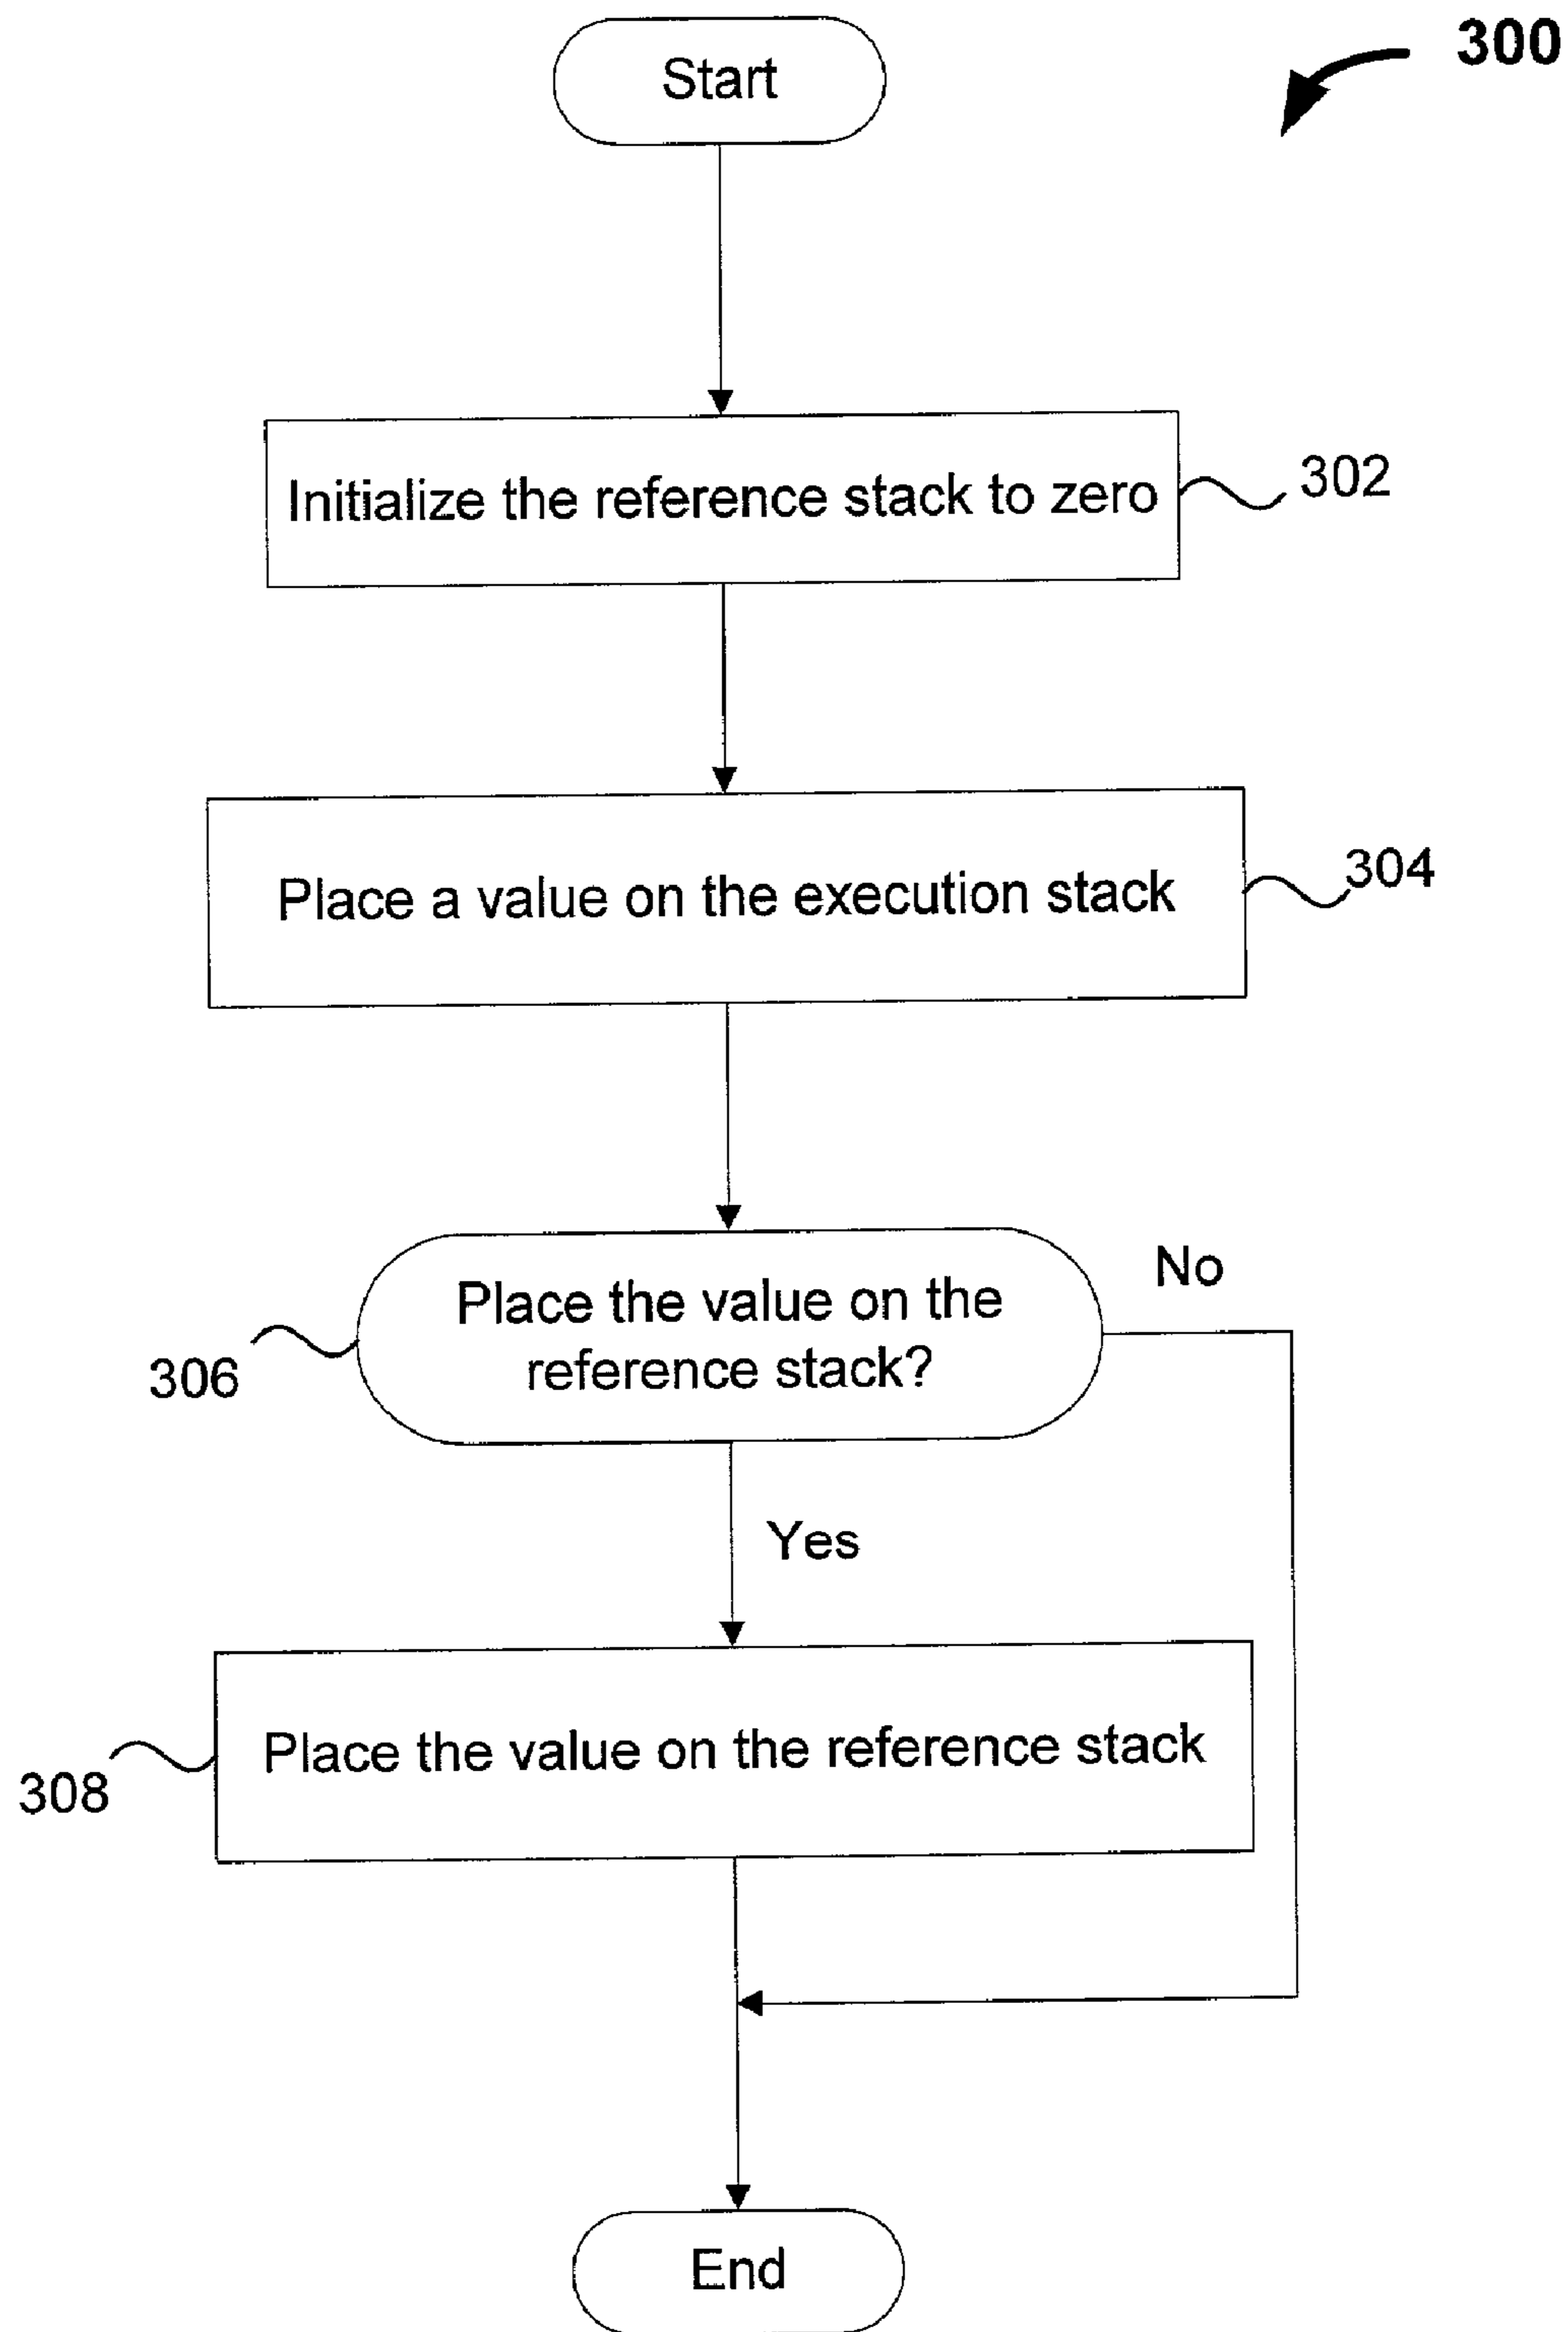 300
Start
Initialize the reference stack to zero
302
Place a value on the execution stack
304
Place the value on the
reference stack?
No
306
Yes
Place the value on the reference stack
308
End